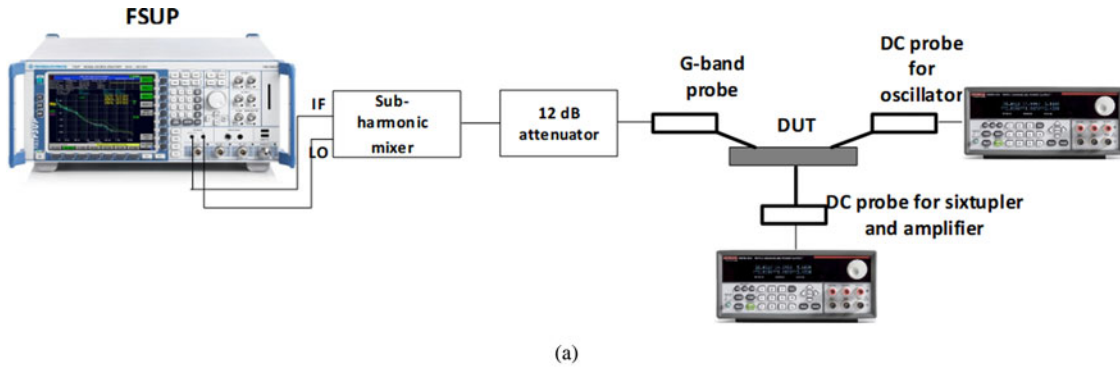 FSUP
IF
LO
Sub-
harmonic
mixer
12 dB
attenuator
G-band
probe
DUT
DC probe
for
oscillator
DC probe for sixtupler
and amplifier
(a)